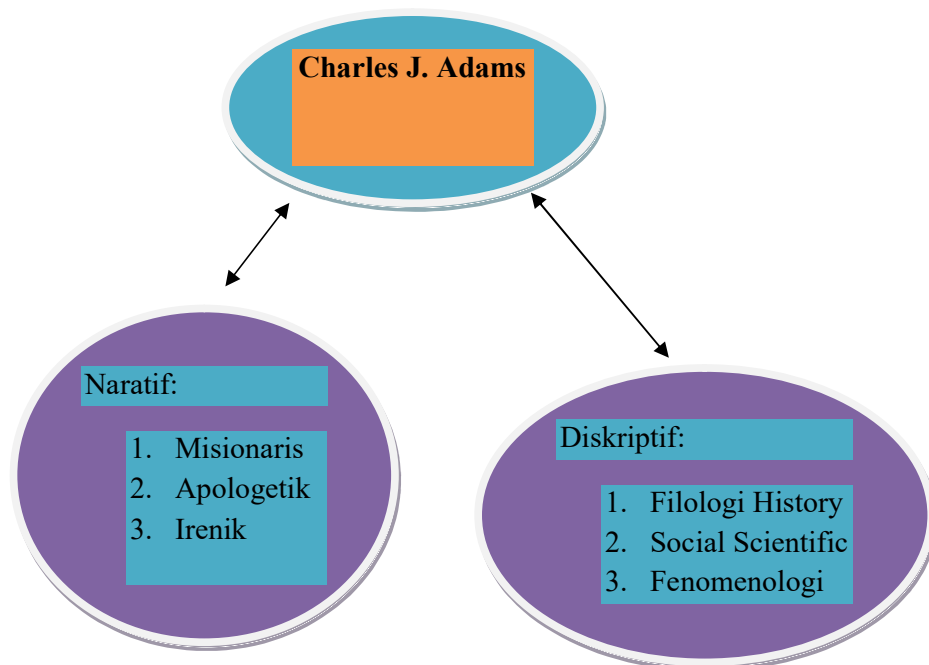 Charles J. Adams
Naratif:
1. Misionaris
2. Apologetik
3. Irenik
Diskriptif:
1. Filologi History
2. Social Scientific
3. Fenomenologi